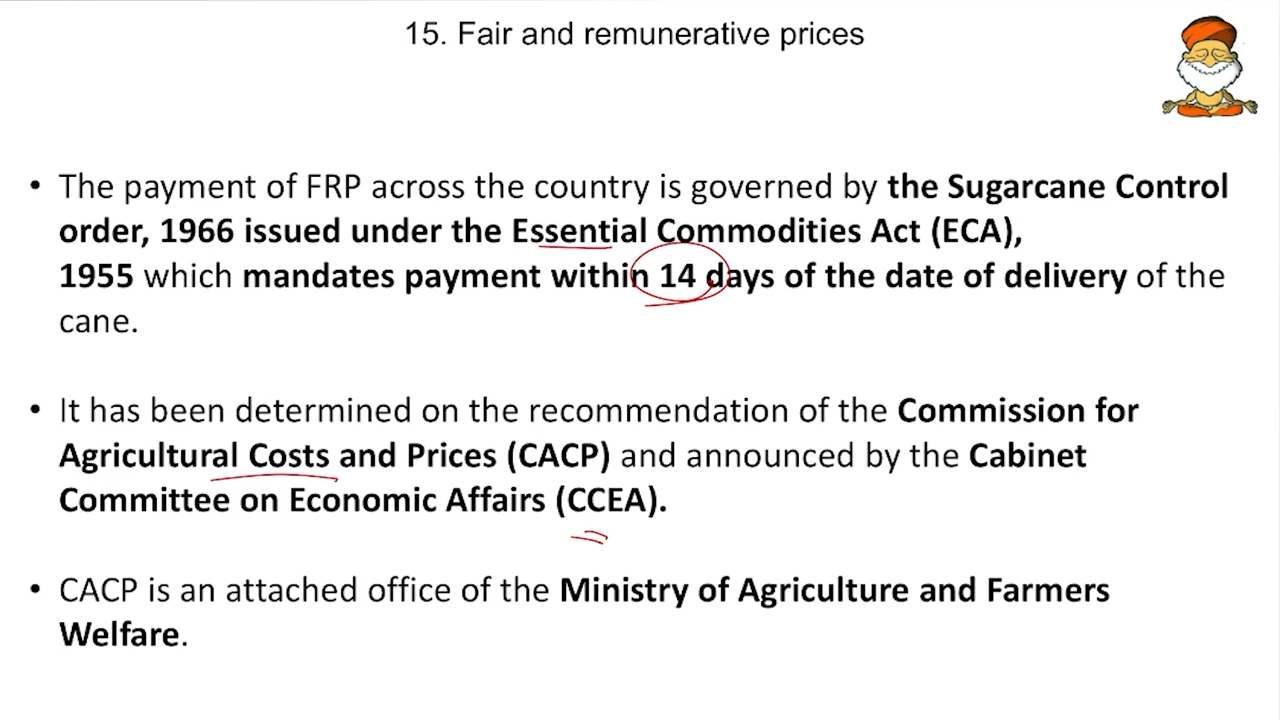 15. Fair and remunerative prices
• The payment of FRP across the country is governed by the Sugarcane Control
order, 1966 issued under the Essential Commodities Act (ECA),
1955 which mandates payment within 14 days of the date of delivery of the
cane.
• It has been determined on the recommendation of the Commission for
Agricultural Costs and Prices (CACP) and announced by the Cabinet
Committee on Economic Affairs (CCEA).
• CACP is an attached office of the Ministry of Agriculture and Farmers
Welfare.